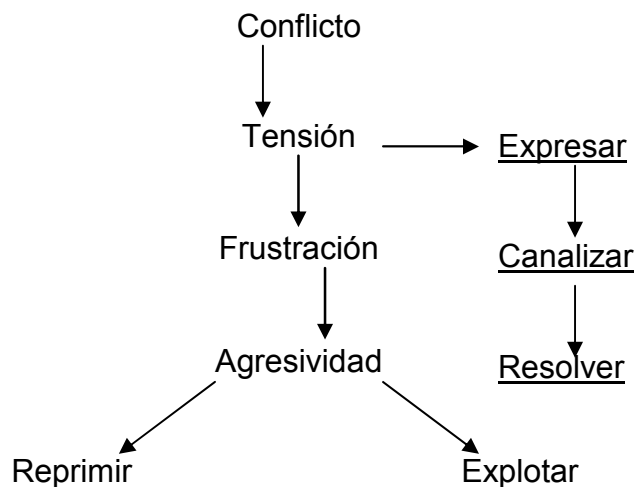 Conflicto
Tensión
Expresar
Frustración
Canalizar
Agresividad
Resolver
Reprimir
Explotar